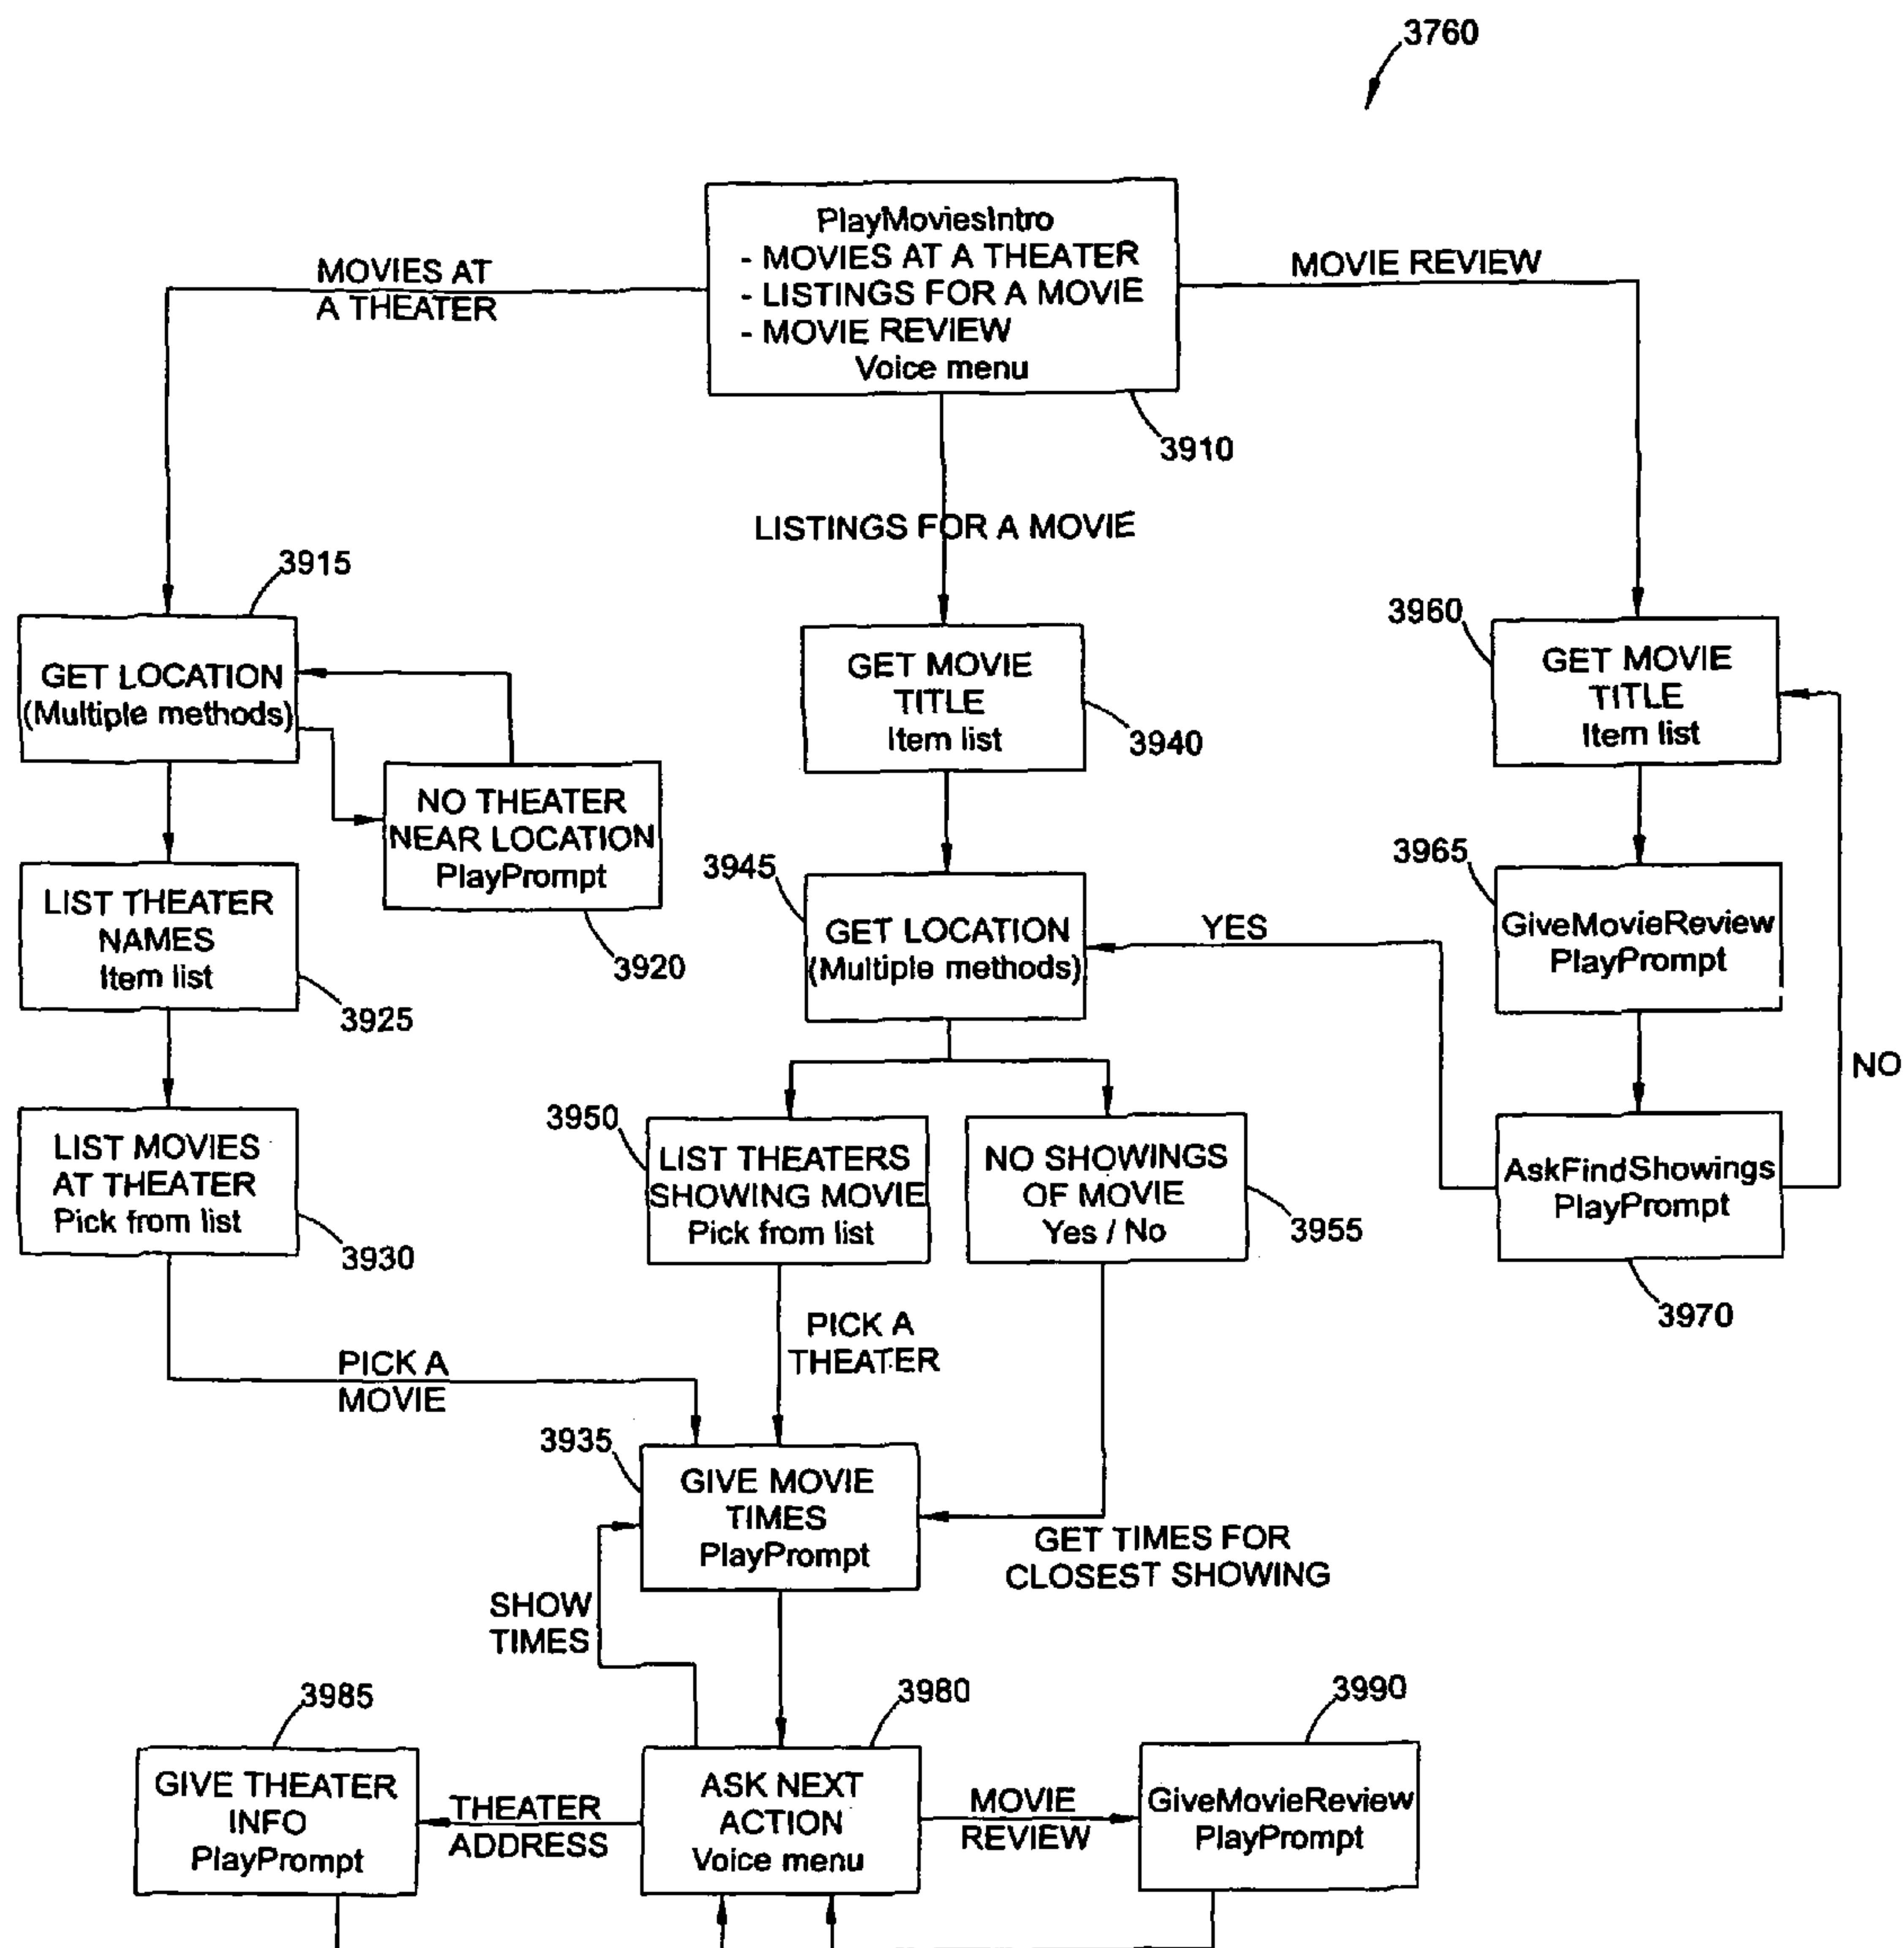 3760
PlayMoviesIntro
- MOVIES AT A THEATER
- LISTINGS FOR A MOVIE
- MOVIE REVIEW
Voice menu
3910
MOVIES AT
A THEATER
MOVIE REVIEW
LISTINGS FOR A MOVIE
3915
GET LOCATION
(Multiple methods)
NO THEATER
NEAR LOCATION
PlayPrompt
3920
LIST THEATER
NAMES
Item list
3925
LIST MOVIES
AT THEATER
Pick from list
3930
PICK A
MOVIE
GET MOVIE
TITLE
Item list
3940
3945
GET LOCATION
(Multiple methods)
YES
3950
LIST THEATERS
SHOWING MOVIE
Pick from list
NO SHOWINGS
OF MOVIE
Yes / No
3955
PICK A
THEATER
3960
GET MOVIE
TITLE
Item list
3965
GiveMovieReview
PlayPrompt
NO
AskFindShowings
PlayPrompt
3970
3935
GIVE MOVIE
TIMES
PlayPrompt
GET TIMES FOR
CLOSEST SHOWING
SHOW
TIMES
3985
GIVE THEATER
INFO
PlayPrompt
THEATER
ADDRESS
3980
ASK NEXT
ACTION
Voice menu
MOVIE
REVIEW
3990
GiveMovieReview
PlayPrompt